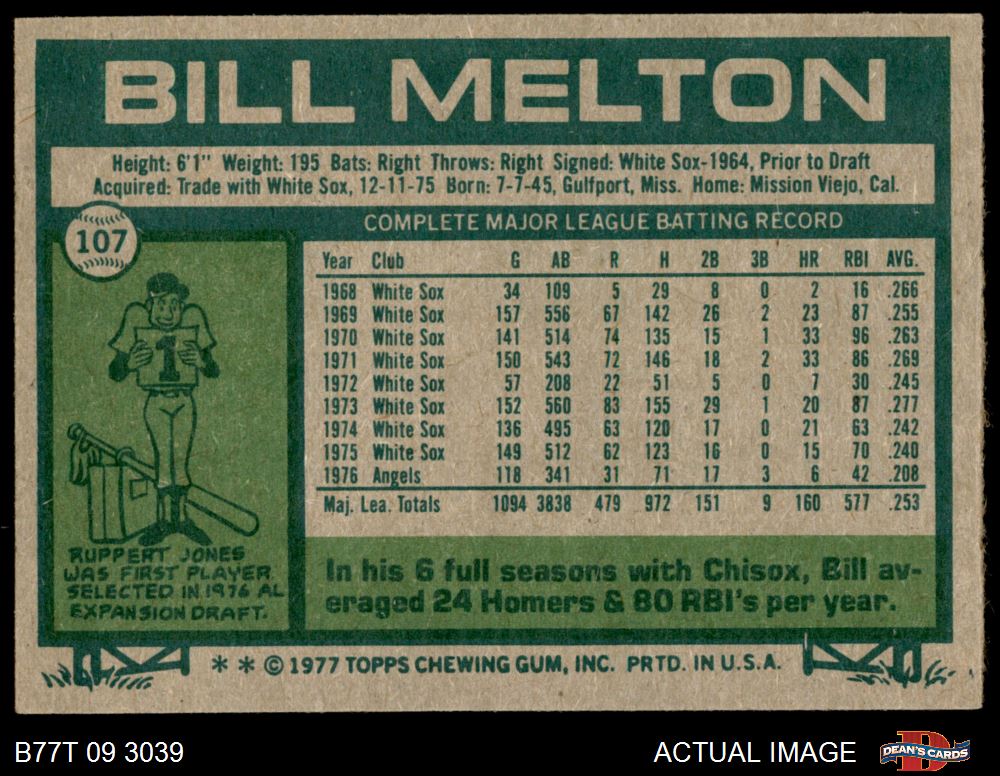 BILL MELTON
Height: 6'1" Weight: 195 Bats: Right Throws: Right Signed: White Sox-1964, Prior to Draft
Acquired: Trade with White Sox, 12-11-75 Born: 7-7-45, Gulfport, Miss. Home: Mission Viejo, Cal.
107
COMPLETE MAJOR LEAGUE BATTING RECORD
Year Club G AB R H 2B 3B HR RBI AVG.
1968 White Sox 34 109 5 29 8 0 2 16 .266
1969 White Sox 157 556 67 142 26 2 23 87 .255
1970 White Sox 141 514 74 135 15 1 33 96 .263
1971 White Sox 150 543 72 146 18 2 33 86 .269
1972 White Sox 57 208 22 51 5 0 7 30 .245
1973 White Sox 152 560 83 155 29 1 20 87 .277
1974 White Sox 136 495 63 120 17 0 21 63 .242
1975 White Sox 149 512 62 123 16 0 15 70 .240
1976 Angels 118 341 31 71 17 3 6 42 .208
Maj. Lea. Totals 1094 3838 479 972 151 9 160 577 .253
1
RUPPERT JONES
WAS FIRST PLAYER
SELECTED IN 1976 AL
EXPANSION DRAFT.
In his 6 full seasons with Chisox, Bill av-
eraged 24 Homers & 80 RBI's per year.
* * © 1977 TOPPS CHEWING GUM, INC. PRTD. IN U.S.A.
B77T 09 3039
ACTUAL IMAGE
D
DEAN'S CARDS